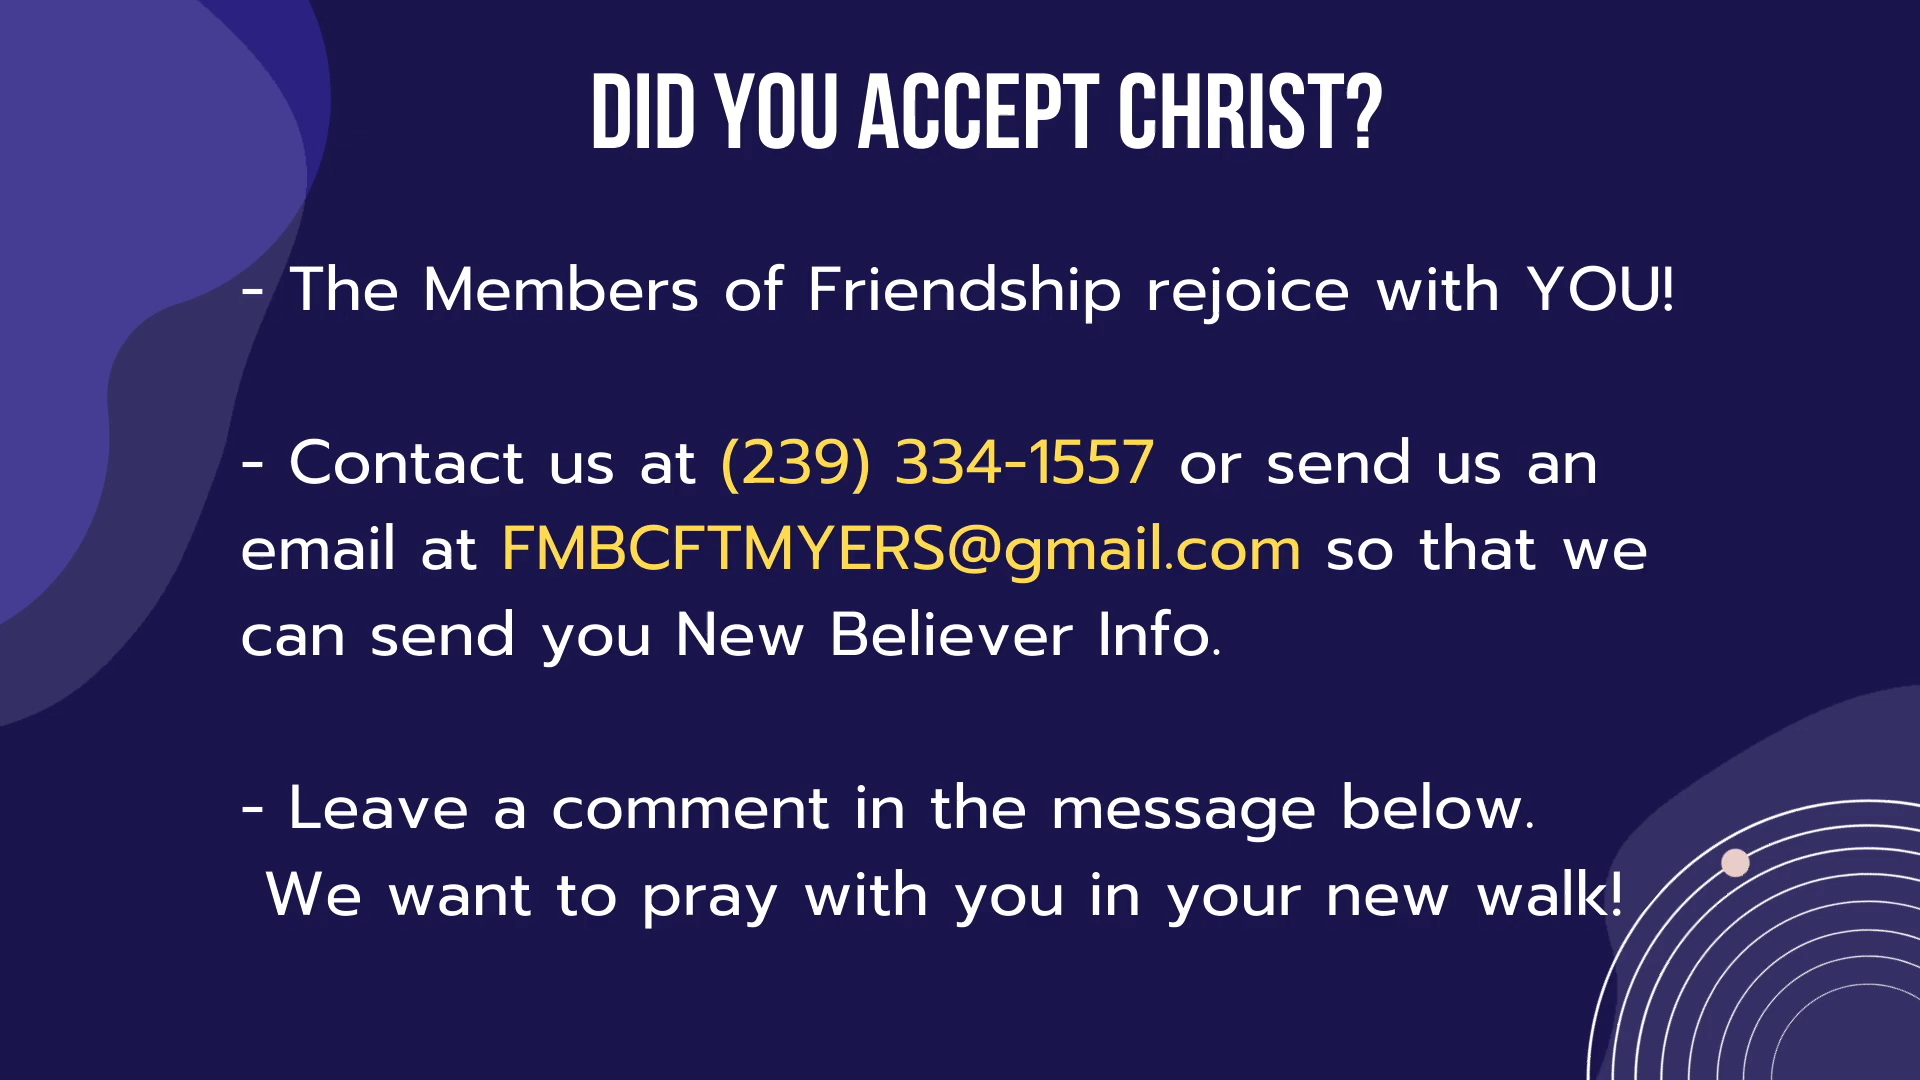 DID YOU ACCEPT CHRIST?
- The Members of Friendship rejoice with YOU!
- Contact us at (239) 334-1557 or send us an
email at FMBCFTMYERS@gmail.com so that we
can send you New Believer Info.
- Leave a comment in the message below.
We want to pray with you in your new walk!